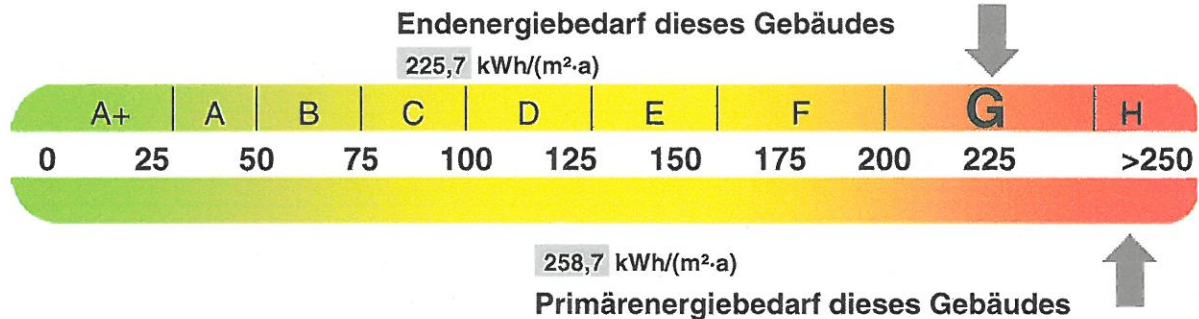 Endenergiebedarf dieses Gebäudes
225,7 kWh/(m²·a)
A+ A B C D E F G H
0 25 50 75 100 125 150 175 200 225 >250
258,7 kWh/(m²·a)
Primärenergiebedarf dieses Gebäudes